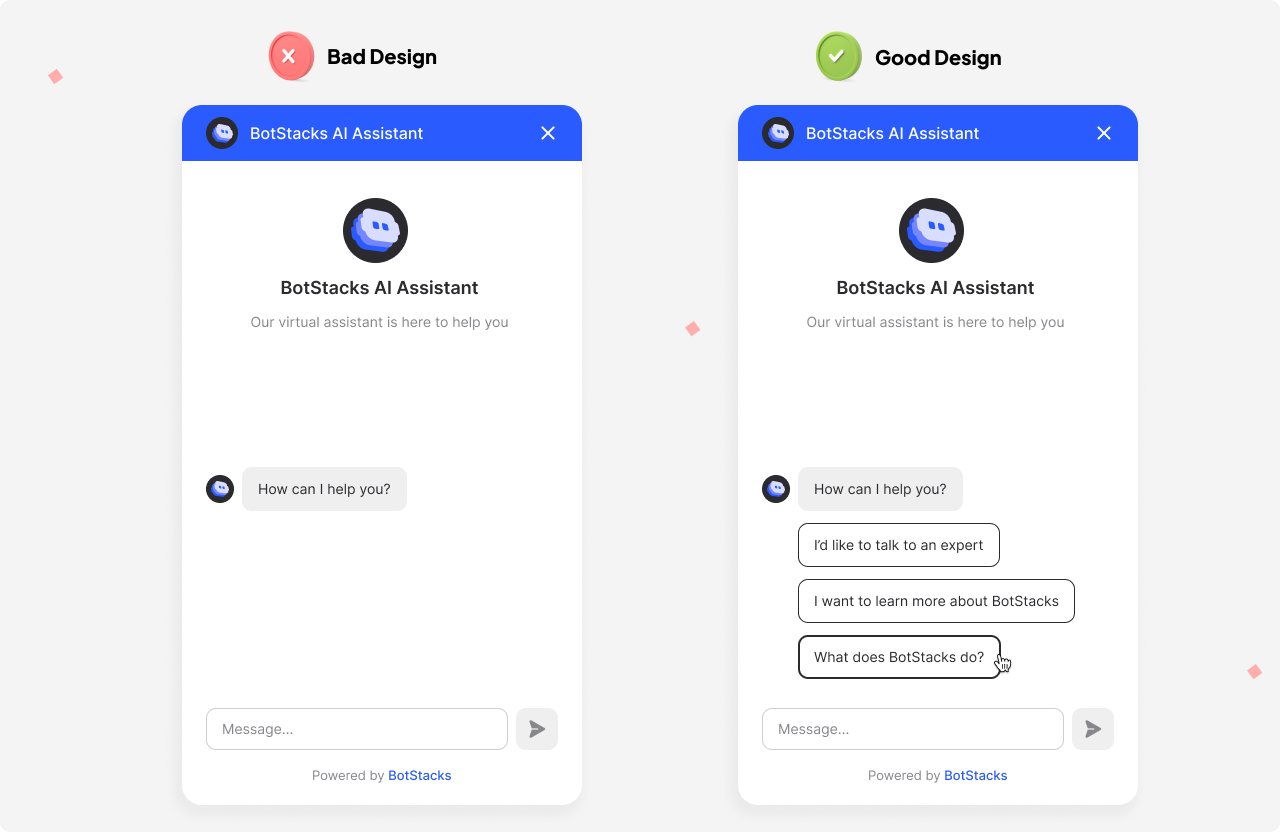 Bad Design
BotStacks AI Assistant
BotStacks AI Assistant
Our virtual assistant is here to help you
How can I help you?
Message...
Powered by BotStacks
Good Design
BotStacks AI Assistant
BotStacks AI Assistant
Our virtual assistant is here to help you
How can I help you?
I’d like to talk to an expert
I want to learn more about BotStacks
What does BotStacks do?
Message...
Powered by BotStacks